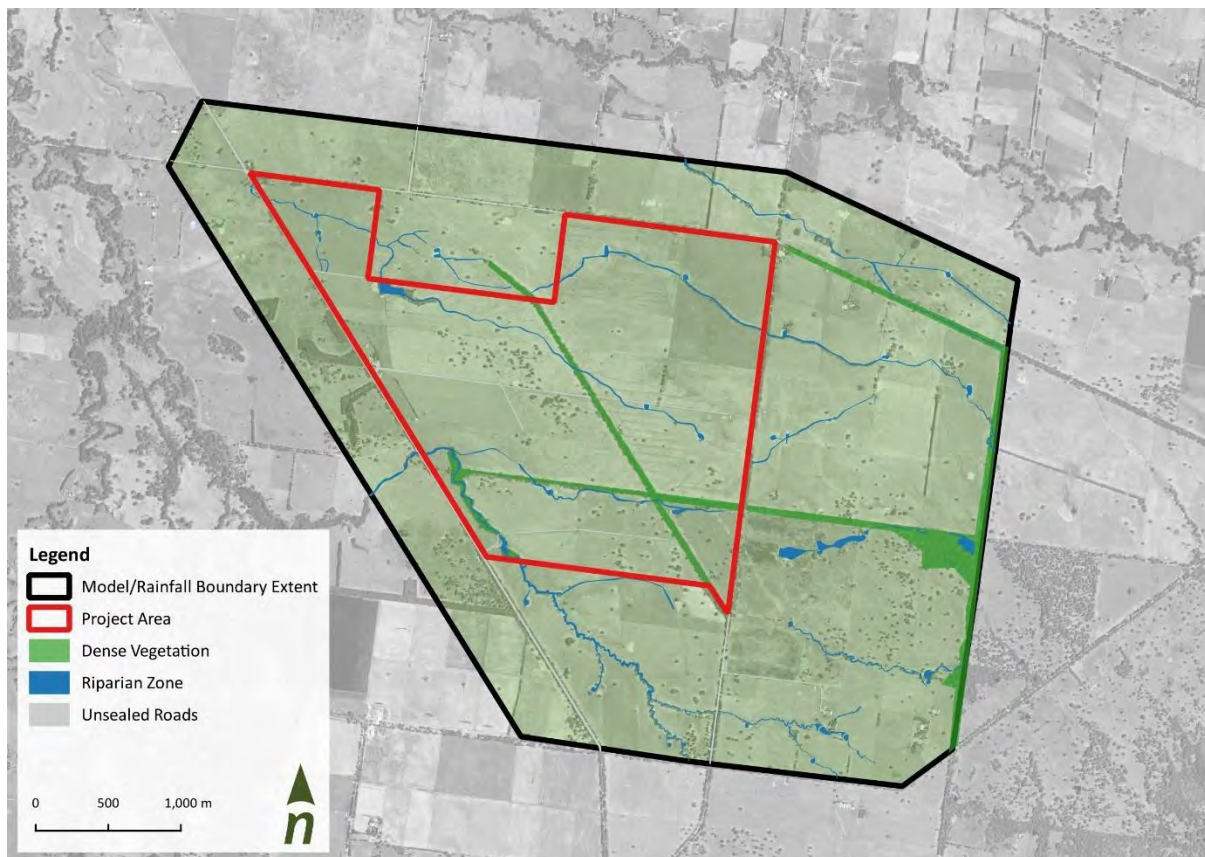 Legend
Model/Rainfall Boundary Extent
Project Area
Dense Vegetation
Riparian Zone
Unsealed Roads
0 500 1,000 m
n